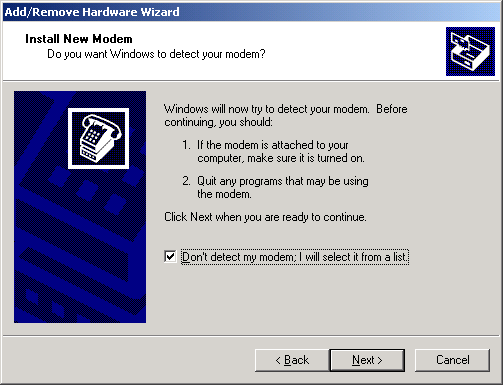 Add/Remove Hardware Wizard
Install New Modem
Do you want Windows to detect your modem?
Windows will now try to detect your modem.  Before
continuing, you should:
1.  If the modem is attached to your
computer, make sure it is turned on.
2.  Quit any programs that may be using
the modem.
Click Next when you are ready to continue.
Don't detect my modem; I will select it from a list.
< Back  Next >  Cancel